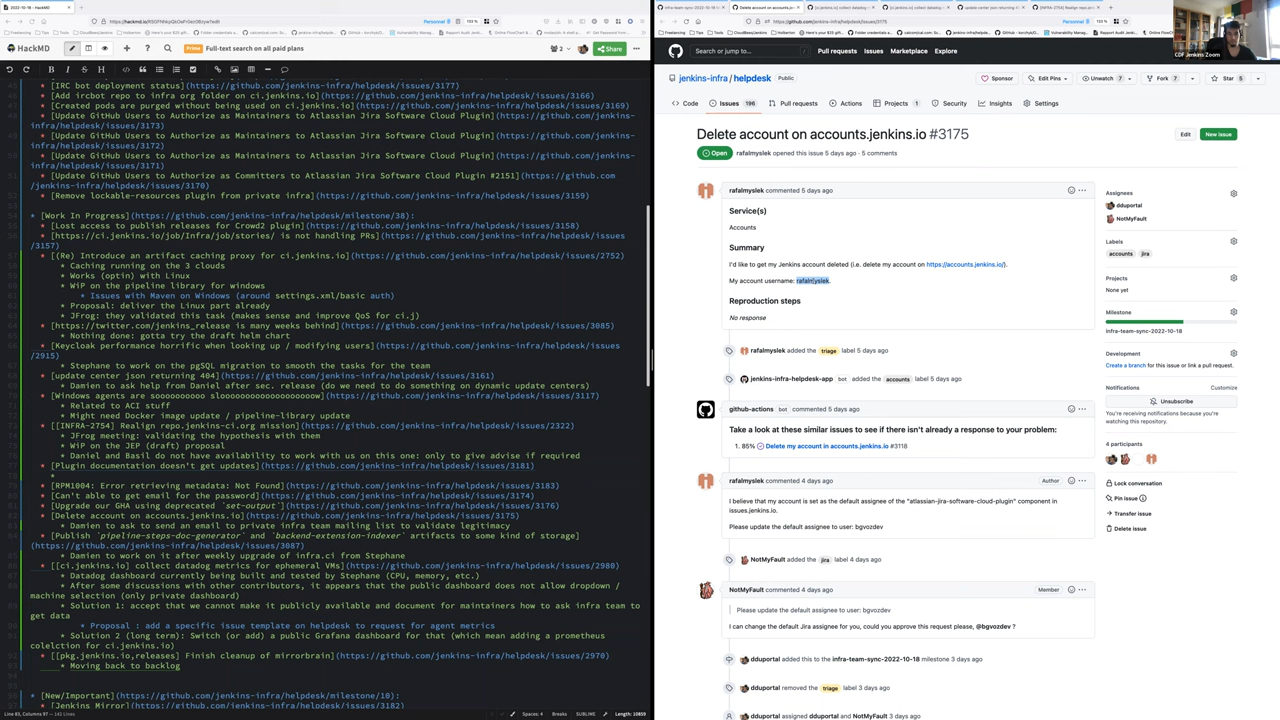 2022-10-18
HackMD
Prime
Full-text search on all paid plans
2
Share
* [IRC bot deployment status](https://github.com/jenkins-infra/helpdesk/issues/3177)
* [Add ircbot repo to infra org folder on ci.jenkins.io](https://github.com/jenkins-infra/helpdesk/issues/3166)
* [Created pods are purged without being used on ci.jenkins.io](https://github.com/jenkins-
infra/helpdesk/issues/3169)
* [Update GitHub Users to Authorize as Maintainers to Atlassian Jira Software Cloud Plugin](https://github.com/jenkins-
infra/helpdesk/issues/3173)
* [Update GitHub Users to Authorize as Maintainers to Atlassian Jira Software Cloud Plugin](https://github.com/jenkins-
infra/helpdesk/issues/3172)
* [Update GitHub Users to Authorize as Maintainers to Atlassian Jira Software Cloud Plugin](https://github.com/jenkins-
infra/helpdesk/issues/3171)
* [Update GitHub Users to Authorize as Committers to Atlassian Jira Software Cloud Plugin #2151](https://github.com/
/jenkins-infra/helpdesk/issues/3170)
* [Remove lockable-resources plugin from private infra](https://github.com/jenkins-infra/helpdesk/issues/3159)
* [Work In Progress](https://github.com/jenkins-infra/helpdesk/milestone/38):
* [Lost access to publish releases for Crowd2 plugin](https://github.com/jenkins-infra/helpdesk/issues/3158)
* [https://ci.jenkins.io/job/Infra/job/stories/ is not handling PRs](https://github.com/jenkins-infra/helpdesk/issues
/3157)
* [(Re) Introduce an artifact caching proxy for ci.jenkins.io](https://github.com/jenkins-infra/helpdesk/issues/2752)
* Caching running on the 3 clouds
* Works (optin) with Linux
* WiP on the pipeline library for windows
* Issues with Maven on Windows (around settings.xml/basic auth)
* Proposal: deliver the Linux part already
* JFrog: they validated this task (makes sense and improve QoS for ci.j)
* [https://twitter.com/jenkins_release is many weeks behind](https://github.com/jenkins-infra/helpdesk/issues/3085)
* Nothing done: gotta try the draft helm chart
* [Keycloak performance horrific when looking up / modifying users](https://github.com/jenkins-infra/helpdesk/issues
/2915)
* Stephane to work on the pgSQL migration to smooth the tasks for the team
* [update center json returning 404](https://github.com/jenkins-infra/helpdesk/issues/3161)
* Damien to ask help from Daniel after sec. release (do we need to do something on dynamic update centers)
* [Windows agents are soooooooo slooooooooooow](https://github.com/jenkins-infra/helpdesk/issues/3117)
* Related to ACI stuff
* Might need Docker image update / pipeline-library update
* [[INFRA-2754] Realign repo.jenkins-ci.org mission](https://github.com/jenkins-infra/helpdesk/issues/2322)
* JFrog meeting: validating the hypothesis with them
* WiP on the JEP (draft) proposal
* Daniel and Basil don't have availability to work with us on this one: only to give advise if required
* [Plugin documentation doesn't get updates](https://github.com/jenkins-infra/helpdesk/issues/3181)
*
* [RPM1004: Error retrieving metadata: Not Found](https://github.com/jenkins-infra/helpdesk/issues/3183)
* [Can't able to get email for the password](https://github.com/jenkins-infra/helpdesk/issues/3174)
* [Upgrade our GHA using deprecated `set-output`](https://github.com/jenkins-infra/helpdesk/issues/3176)
* [Delete account on accounts.jenkins.io](https://github.com/jenkins-infra/helpdesk/issues/3175)
* Damien to ask to send an email to private infra team mailing list to validate legitimacy
* [Publish `pipeline-steps-doc-generator` and `backend-extension-indexer` artifacts to some kind of storage]
(https://github.com/jenkins-infra/helpdesk/issues/3087)
* Damien to work on it after weekly upgrade of infra.ci from Stephane
* [[ci.jenkins.io] collect datadog metrics for ephemeral VMs](https://github.com/jenkins-infra/helpdesk/issues/2980)
* Datadog dashboard currently being built and tested by Stephane (CPU, memory, etc.)
* After some discussions with other contributors, it appears that the public dashboard does not allow dropdown /
machine selection (only private dashboard)
* Solution 1: accept that we cannot make it publicly available and document for maintainers how to ask infra team to
get data
* Proposal : add a specific issue template on helpdesk to request for agent metrics
* Solution 2 (long term): Switch (or add) a public Grafana dashboard for that (which mean adding a prometeus
colelction for ci.jenkins.io)
* [[pkg.jenkins.io,releases] Finish cleanup of mirrorbrain](https://github.com/jenkins-infra/helpdesk/issues/2970)
* Moving back to backlog
* [New/Important](https://github.com/jenkins-infra/helpdesk/milestone/10):
* [Jenkins Mirror](https://github.com/jenkins-infra/helpdesk/issues/3182)
Line 83, Columns 97 — 142 Lines
Spaces: 4
Breaks
SUBLIME
Length: 10859
https://github.com/jenkins-infra/helpdesk/issues/3175
Personal
Search or jump to...
Pull requests
Issues
Marketplace
Explore
CDF Jenkins Zoom
jenkins-infra / helpdesk
Public
Sponsor
Edit Pins
Unwatch 7
Fork 7
Star 5
Code
Issues 196
Pull requests
Actions
Projects 1
Security
Insights
Settings
Delete account on accounts.jenkins.io #3175
Edit
New issue
Open
rafalmyslek opened this issue 5 days ago · 5 comments
rafalmyslek commented 5 days ago
Service(s)
Accounts
Summary
I'd like to get my Jenkins account deleted (i.e. delete my account on https://accounts.jenkins.io/).
My account username: rafalmyslek.
Reproduction steps
No response
rafalmyslek added the triage label 5 days ago
jenkins-infra-helpdesk-app bot added the accounts label 5 days ago
github-actions bot commented 5 days ago
Take a look at these similar issues to see if there isn't already a response to your problem:
1. 85% Delete my account in accounts.jenkins.io #3118
rafalmyslek commented 4 days ago
Author
I believe that my account is set as the default assignee of the "atlassian-jira-software-cloud-plugin" component in
issues.jenkins.io.
Please update the default assignee to user: bgvozdev
NotMyFault added the jira label 4 days ago
NotMyFault commented 4 days ago
Member
Please update the default assignee to user: bgvozdev
I can change the default Jira assignee for you, could you approve this request please, @bgvozdev ?
dduportal added this to the infra-team-sync-2022-10-18 milestone 3 days ago
dduportal removed the triage label 3 days ago
dduportal assigned dduportal and NotMyFault 3 days ago
Assignees
dduportal
NotMyFault
Labels
accounts
jira
Projects
None yet
Milestone
infra-team-sync-2022-10-18
Development
Create a branch for this issue or link a pull request.
Notifications
Customize
Unsubscribe
You're receiving notifications because you're
watching this repository.
4 participants
Lock conversation
Pin issue
Transfer issue
Delete issue